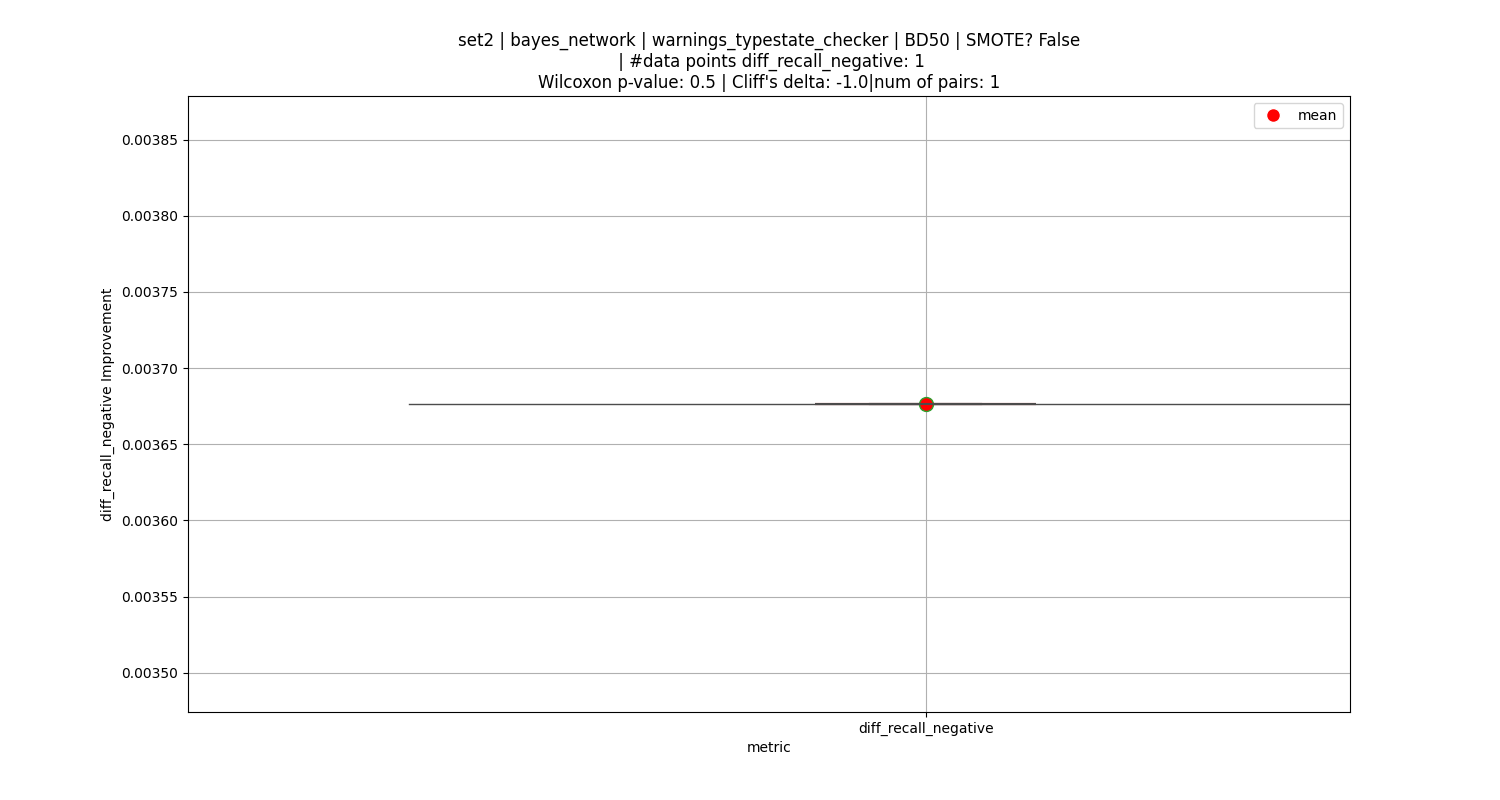 set2 | bayes_network | warnings_typestate_checker | BD50 | SMOTE? False
| #data points diff_recall_negative: 1
Wilcoxon p-value: 0.5 | Cliff's delta: -1.0|num of pairs: 1
mean
0.00385
0.00380
0.00375
0.00370
0.00365
0.00360
0.00355
0.00350
diff_recall_negative Improvement
diff_recall_negative
metric